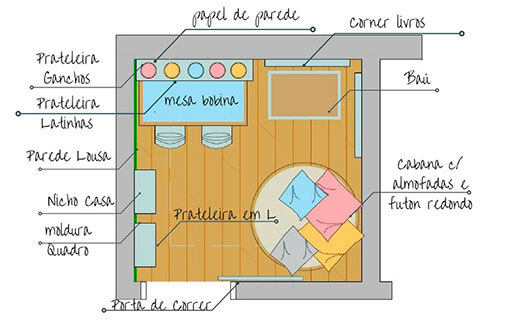 papel de parede
corner livros
Prateleira
Ganchos
Baú
Prateleira
Latinhas
mesa bobina
Parede Lousa
Cabana c/
almofadas e
futon redondo
Nicho Casa
Prateleira em L
moldura
Quadro
Porta de Correr